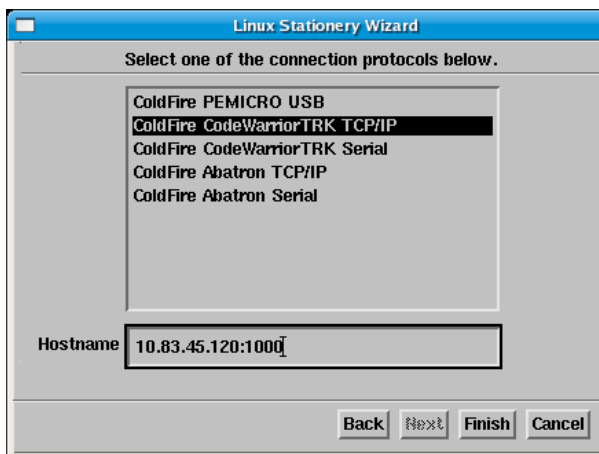 Linux Stationery Wizard
Select one of the connection protocols below.
ColdFire PEMICRO USB
ColdFire CodeWarriorTRK TCP/IP
ColdFire CodeWarriorTRK Serial
ColdFire Abatron TCP/IP
ColdFire Abatron Serial
Hostname 10.83.45.120:1000
Back Next Finish Cancel